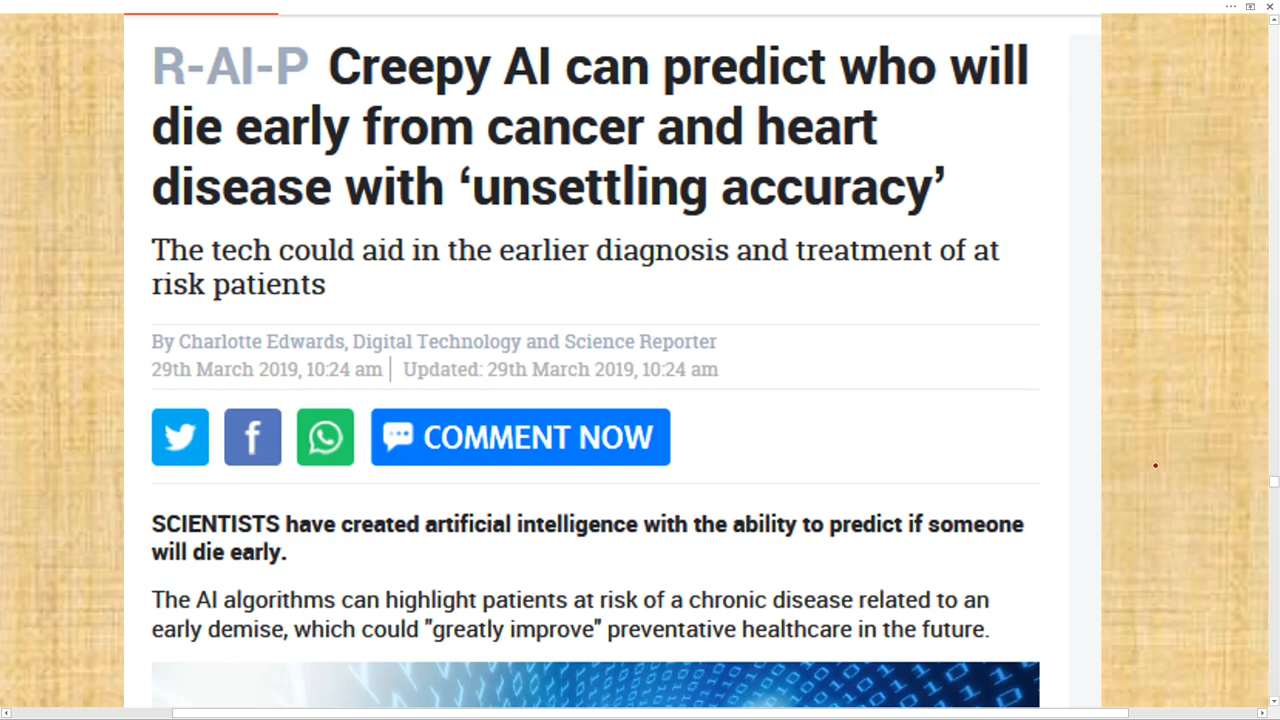 R-AI-P Creepy AI can predict who will
die early from cancer and heart
disease with ‘unsettling accuracy’
The tech could aid in the earlier diagnosis and treatment of at
risk patients
By Charlotte Edwards, Digital Technology and Science Reporter
29th March 2019, 10:24 am | Updated: 29th March 2019, 10:24 am
f COMMENT NOW
SCIENTISTS have created artificial intelligence with the ability to predict if someone
will die early.
The AI algorithms can highlight patients at risk of a chronic disease related to an
early demise, which could "greatly improve" preventative healthcare in the future.